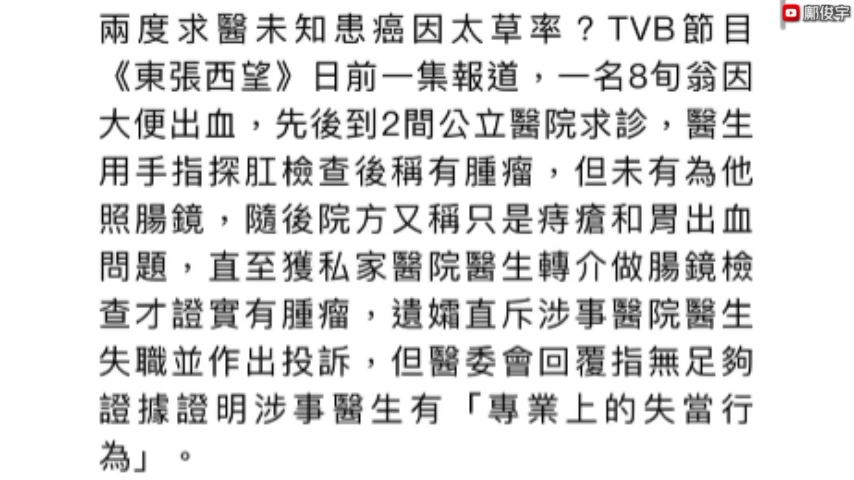 鄺俊宇
兩度求醫未知患癌因太草率？TVB節目
《東張西望》日前一集報道，一名8旬翁因
大便出血，先後到2間公立醫院求診，醫生
用手指探肛檢查後稱有腫瘤，但未有為他
照腸鏡，隨後院方又稱只是痔瘡和胃出血
問題，直至獲私家醫院醫生轉介做腸鏡檢
查才證實有腫瘤，遺孀直斥涉事醫院醫生
失職並作出投訴，但醫委會回覆指無足夠
證據證明涉事醫生有「專業上的失當行
為」。